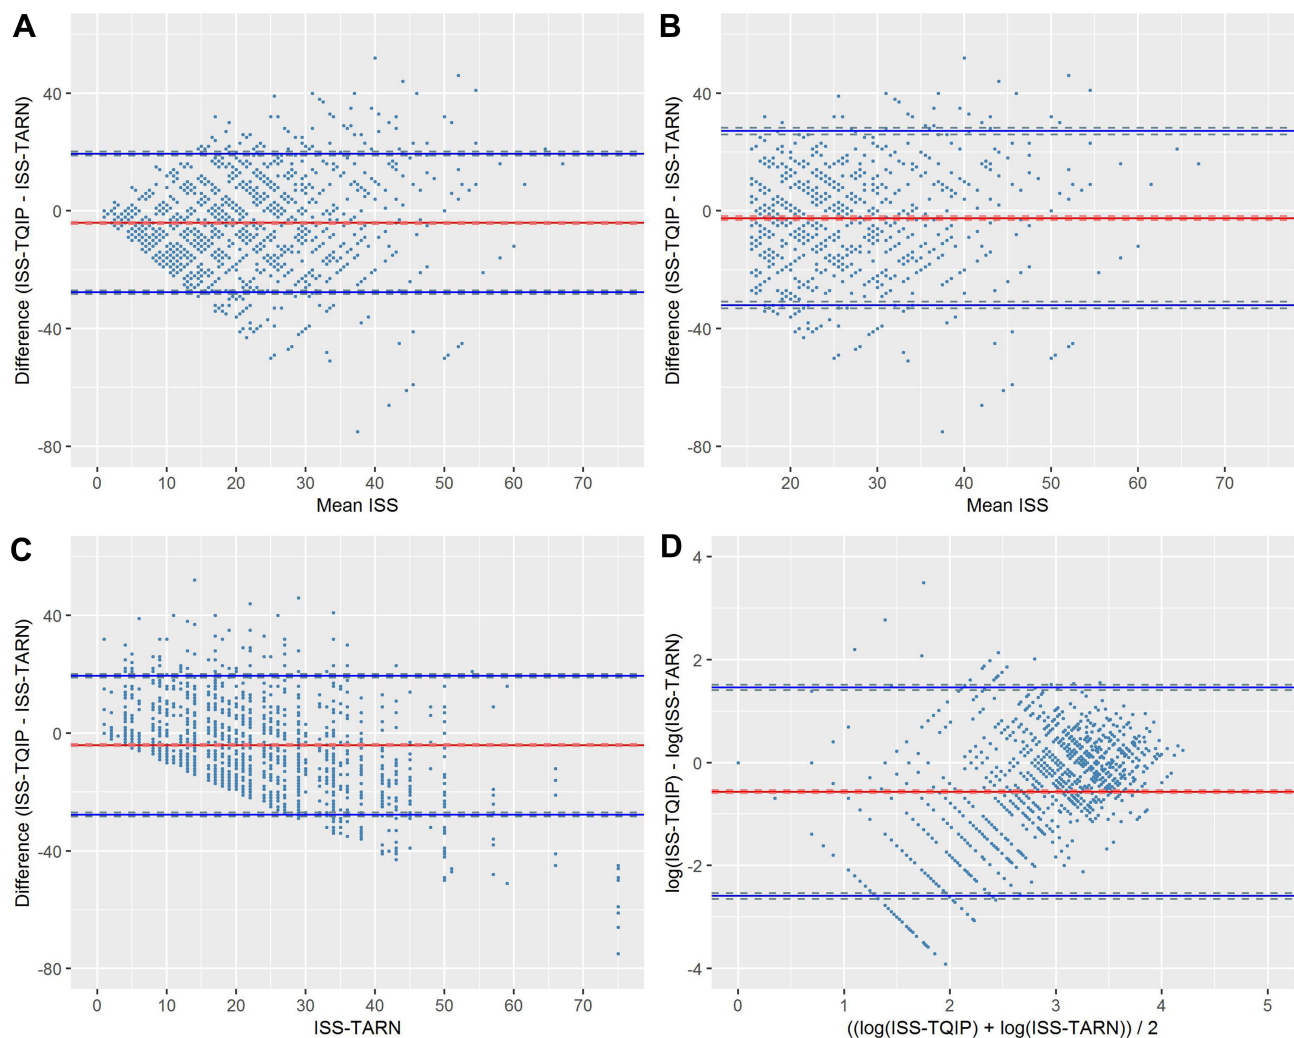 A
Difference (ISS-TQIP - ISS-TARN)
40
0
-40
-80
0 10 20 30 40 50 60 70
Mean ISS
B
Difference (ISS-TQIP - ISS-TARN)
40
0
-40
-80
20 30 40 50 60 70
Mean ISS
C
Difference (ISS-TQIP - ISS-TARN)
40
0
-40
-80
0 10 20 30 40 50 60 70
ISS-TARN
D
log(ISS-TQIP) - log(ISS-TARN)
4
2
0
-2
-4
0 1 2 3 4 5
((log(ISS-TQIP) + log(ISS-TARN)) / 2